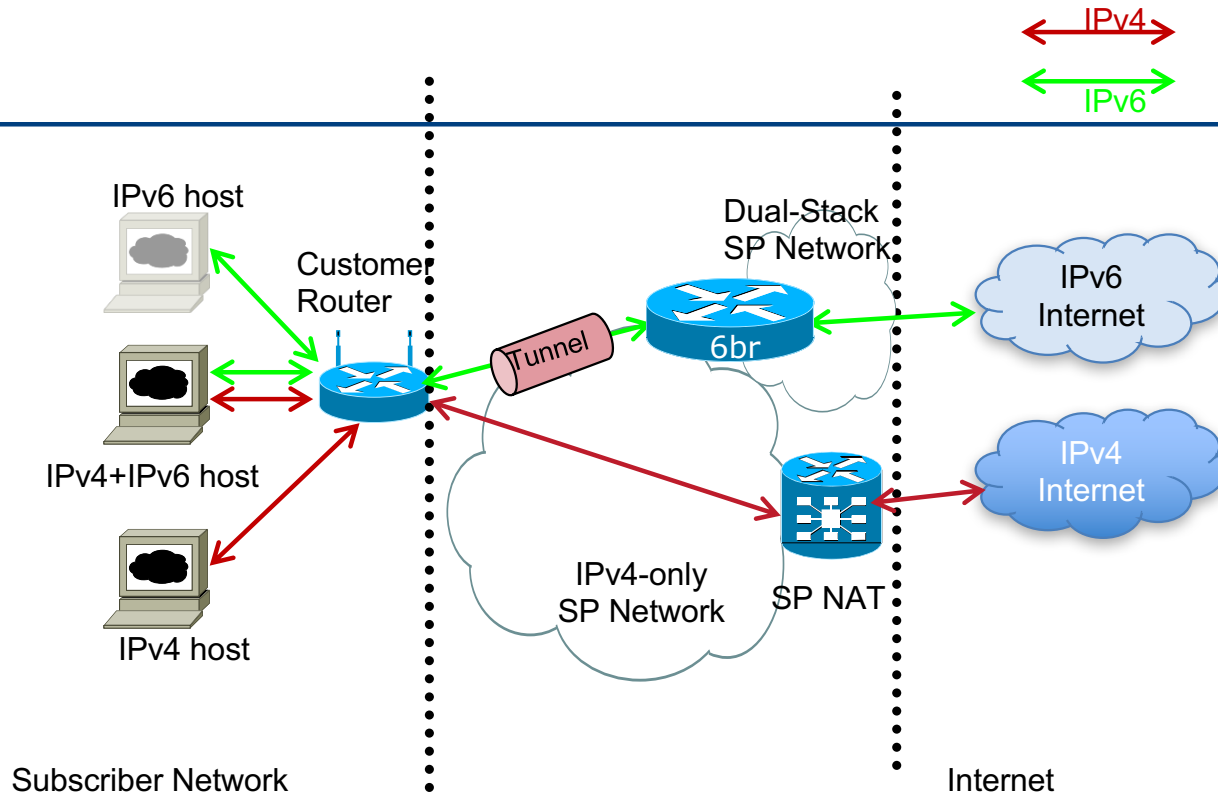 IPv4
IPv6
IPv6 host
Dual-Stack
SP Network
Customer
Router
IPv6
Internet
Tunnel
6br
IPv4+IPv6 host
IPv4
Internet
IPv4-only
SP Network
SP NAT
IPv4 host
Subscriber Network
Internet